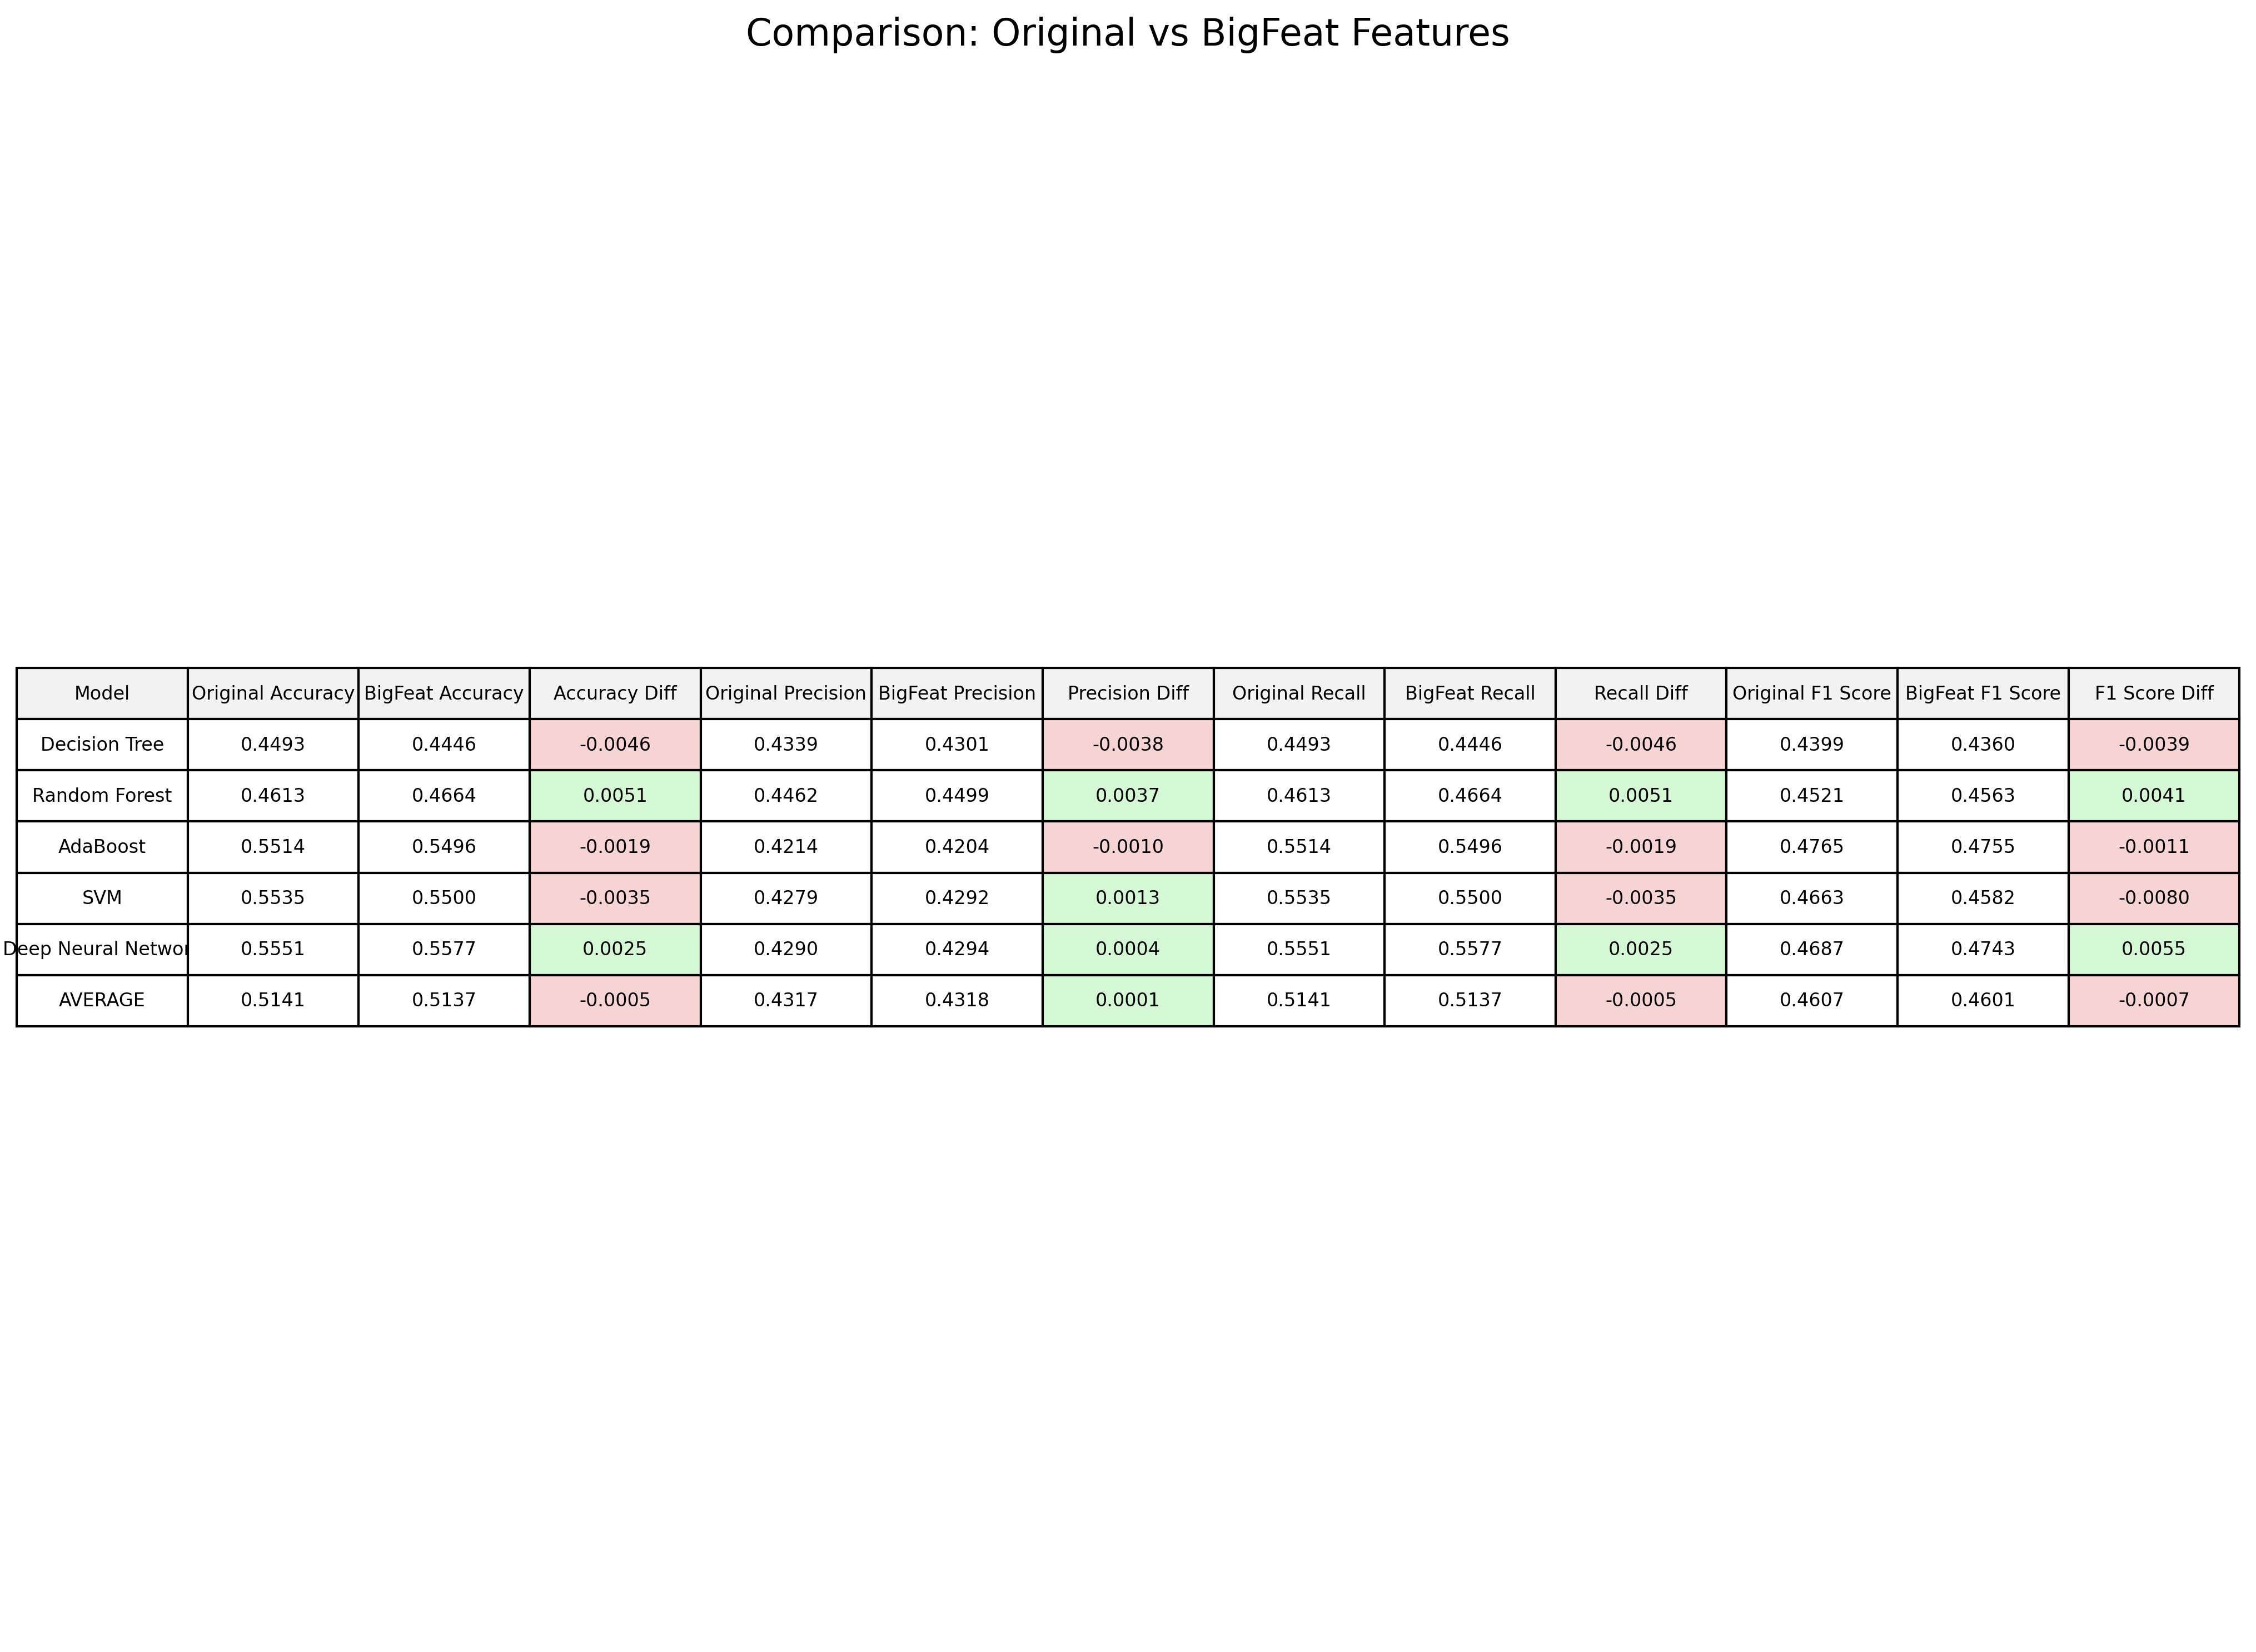 Comparison: Original vs BigFeat Features
Model Original Accuracy BigFeat Accuracy Accuracy Diff Original Precision BigFeat Precision Precision Diff Original Recall BigFeat Recall Recall Diff Original F1 Score BigFeat F1 Score F1 Score Diff
Decision Tree 0.4493 0.4446 -0.0046 0.4339 0.4301 -0.0038 0.4493 0.4446 -0.0046 0.4399 0.4360 -0.0039
Random Forest 0.4613 0.4664 0.0051 0.4462 0.4499 0.0037 0.4613 0.4664 0.0051 0.4521 0.4563 0.0041
AdaBoost 0.5514 0.5496 -0.0019 0.4214 0.4204 -0.0010 0.5514 0.5496 -0.0019 0.4765 0.4755 -0.0011
SVM 0.5535 0.5500 -0.0035 0.4279 0.4292 0.0013 0.5535 0.5500 -0.0035 0.4663 0.4582 -0.0080
Deep Neural Networ 0.5551 0.5577 0.0025 0.4290 0.4294 0.0004 0.5551 0.5577 0.0025 0.4687 0.4743 0.0055
AVERAGE 0.5141 0.5137 -0.0005 0.4317 0.4318 0.0001 0.5141 0.5137 -0.0005 0.4607 0.4601 -0.0007